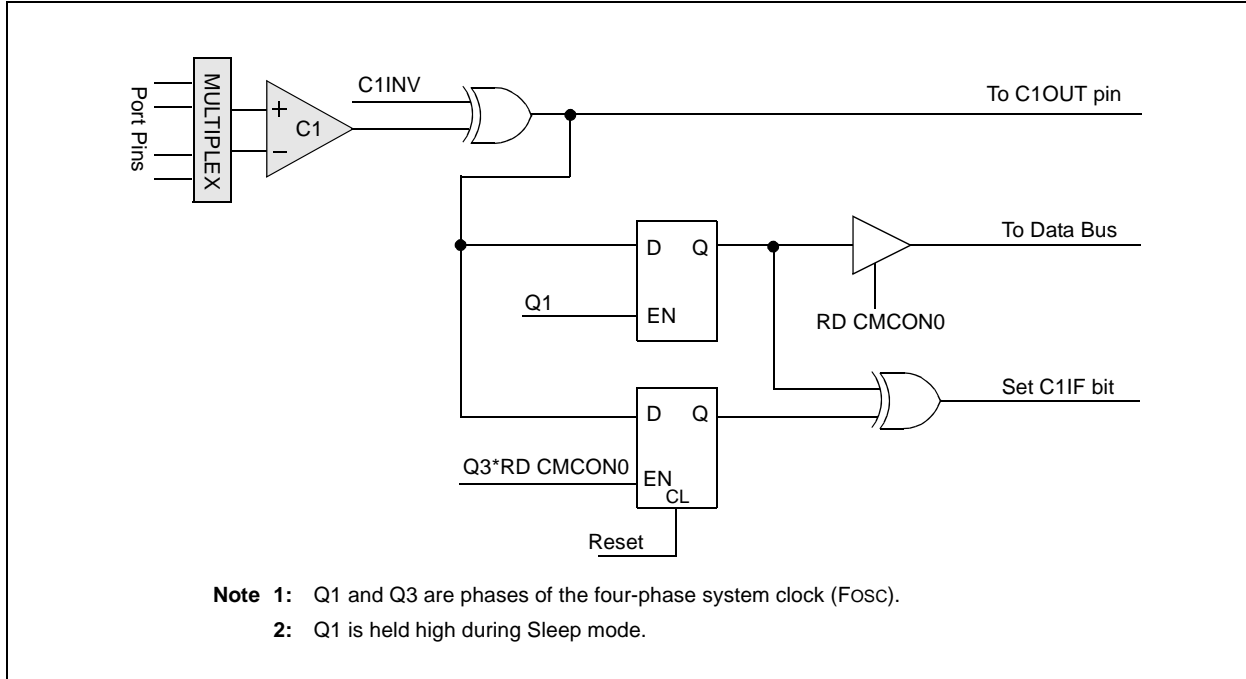 Port Pins
MULTIPLEX
+
−
C1
C1INV
To C1OUT pin
D Q
Q1
EN
To Data Bus
RD CMCON0
D Q
Q3*RD CMCON0
EN
CL
Reset
Set C1IF bit
Note 1: Q1 and Q3 are phases of the four-phase system clock (FOSC).
2: Q1 is held high during Sleep mode.